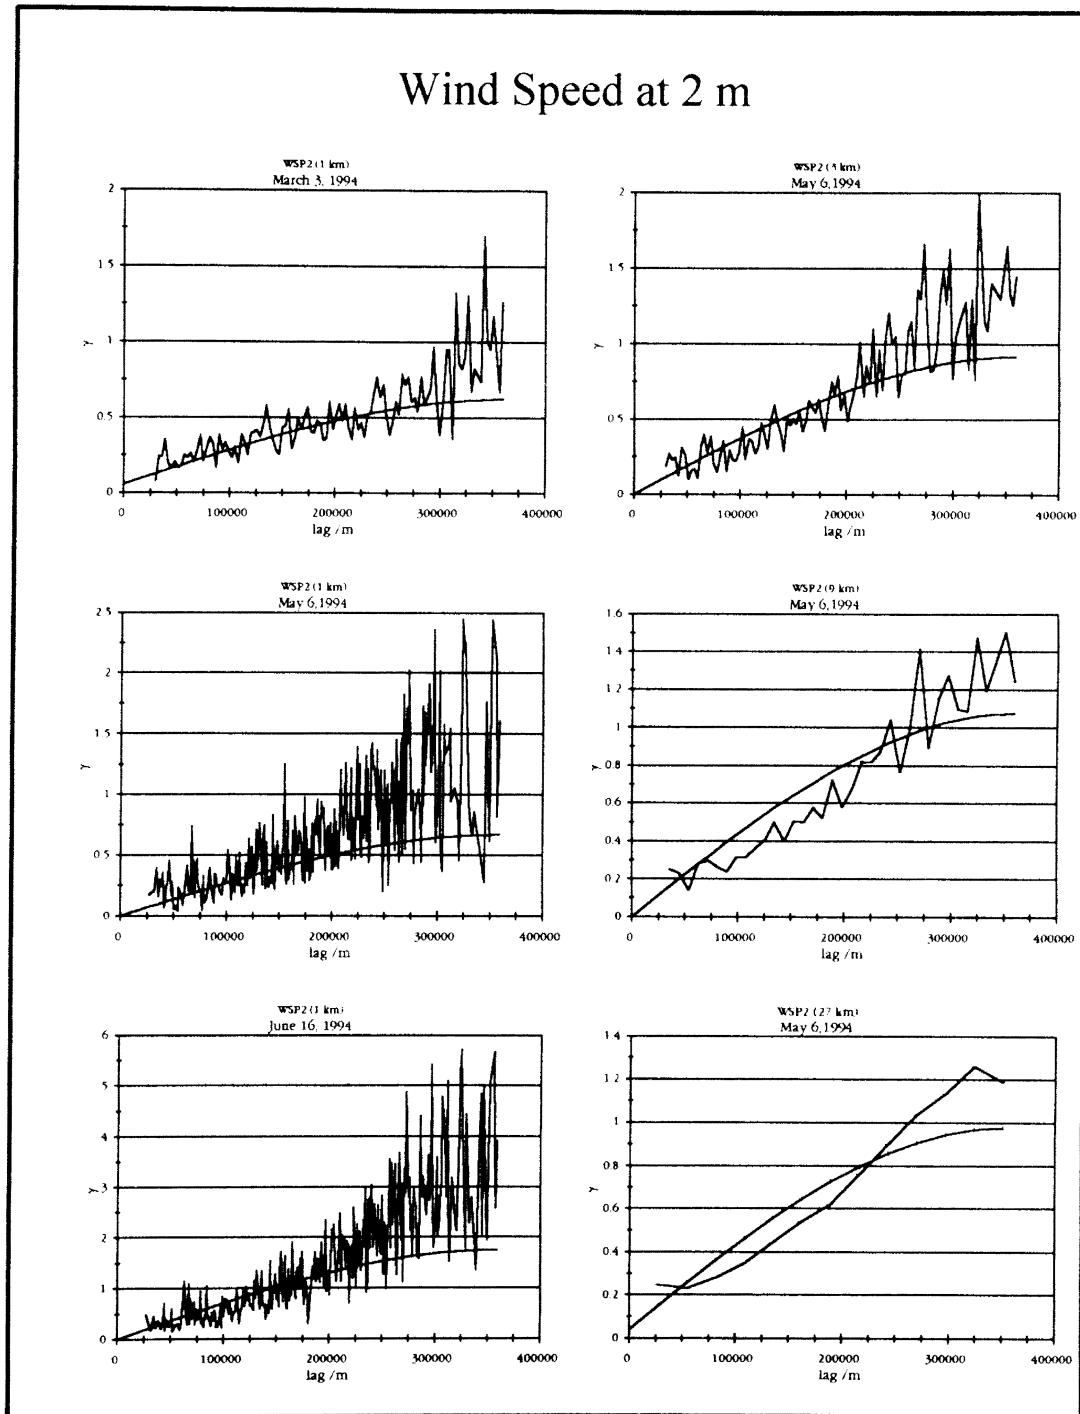 Wind Speed at 2 m
WSP2 (1 km)
March 3, 1994
2
1.5
1
0.5
0
γ
0 100000 200000 300000 400000
lag /m
WSP2 (3 km)
May 6,1994
2
1.5
1
0.5
0
γ
0 100000 200000 300000 400000
lag /m
WSP2 (1 km)
May 6,1994
2.5
2
1.5
1
0.5
0
γ
0 100000 200000 300000 400000
lag /m
WSP2 (9 km)
May 6,1994
1.6
1.4
1.2
1
0.8
0.6
0.4
0.2
0
γ
0 100000 200000 300000 400000
lag /m
WSP2 (1 km)
June 16, 1994
6
5
4
3
2
1
0
γ
0 100000 200000 300000 400000
lag /m
WSP2 (27 km)
May 6,1994
1.4
1.2
1
0.8
0.6
0.4
0.2
0
γ
0 100000 200000 300000 400000
lag /m